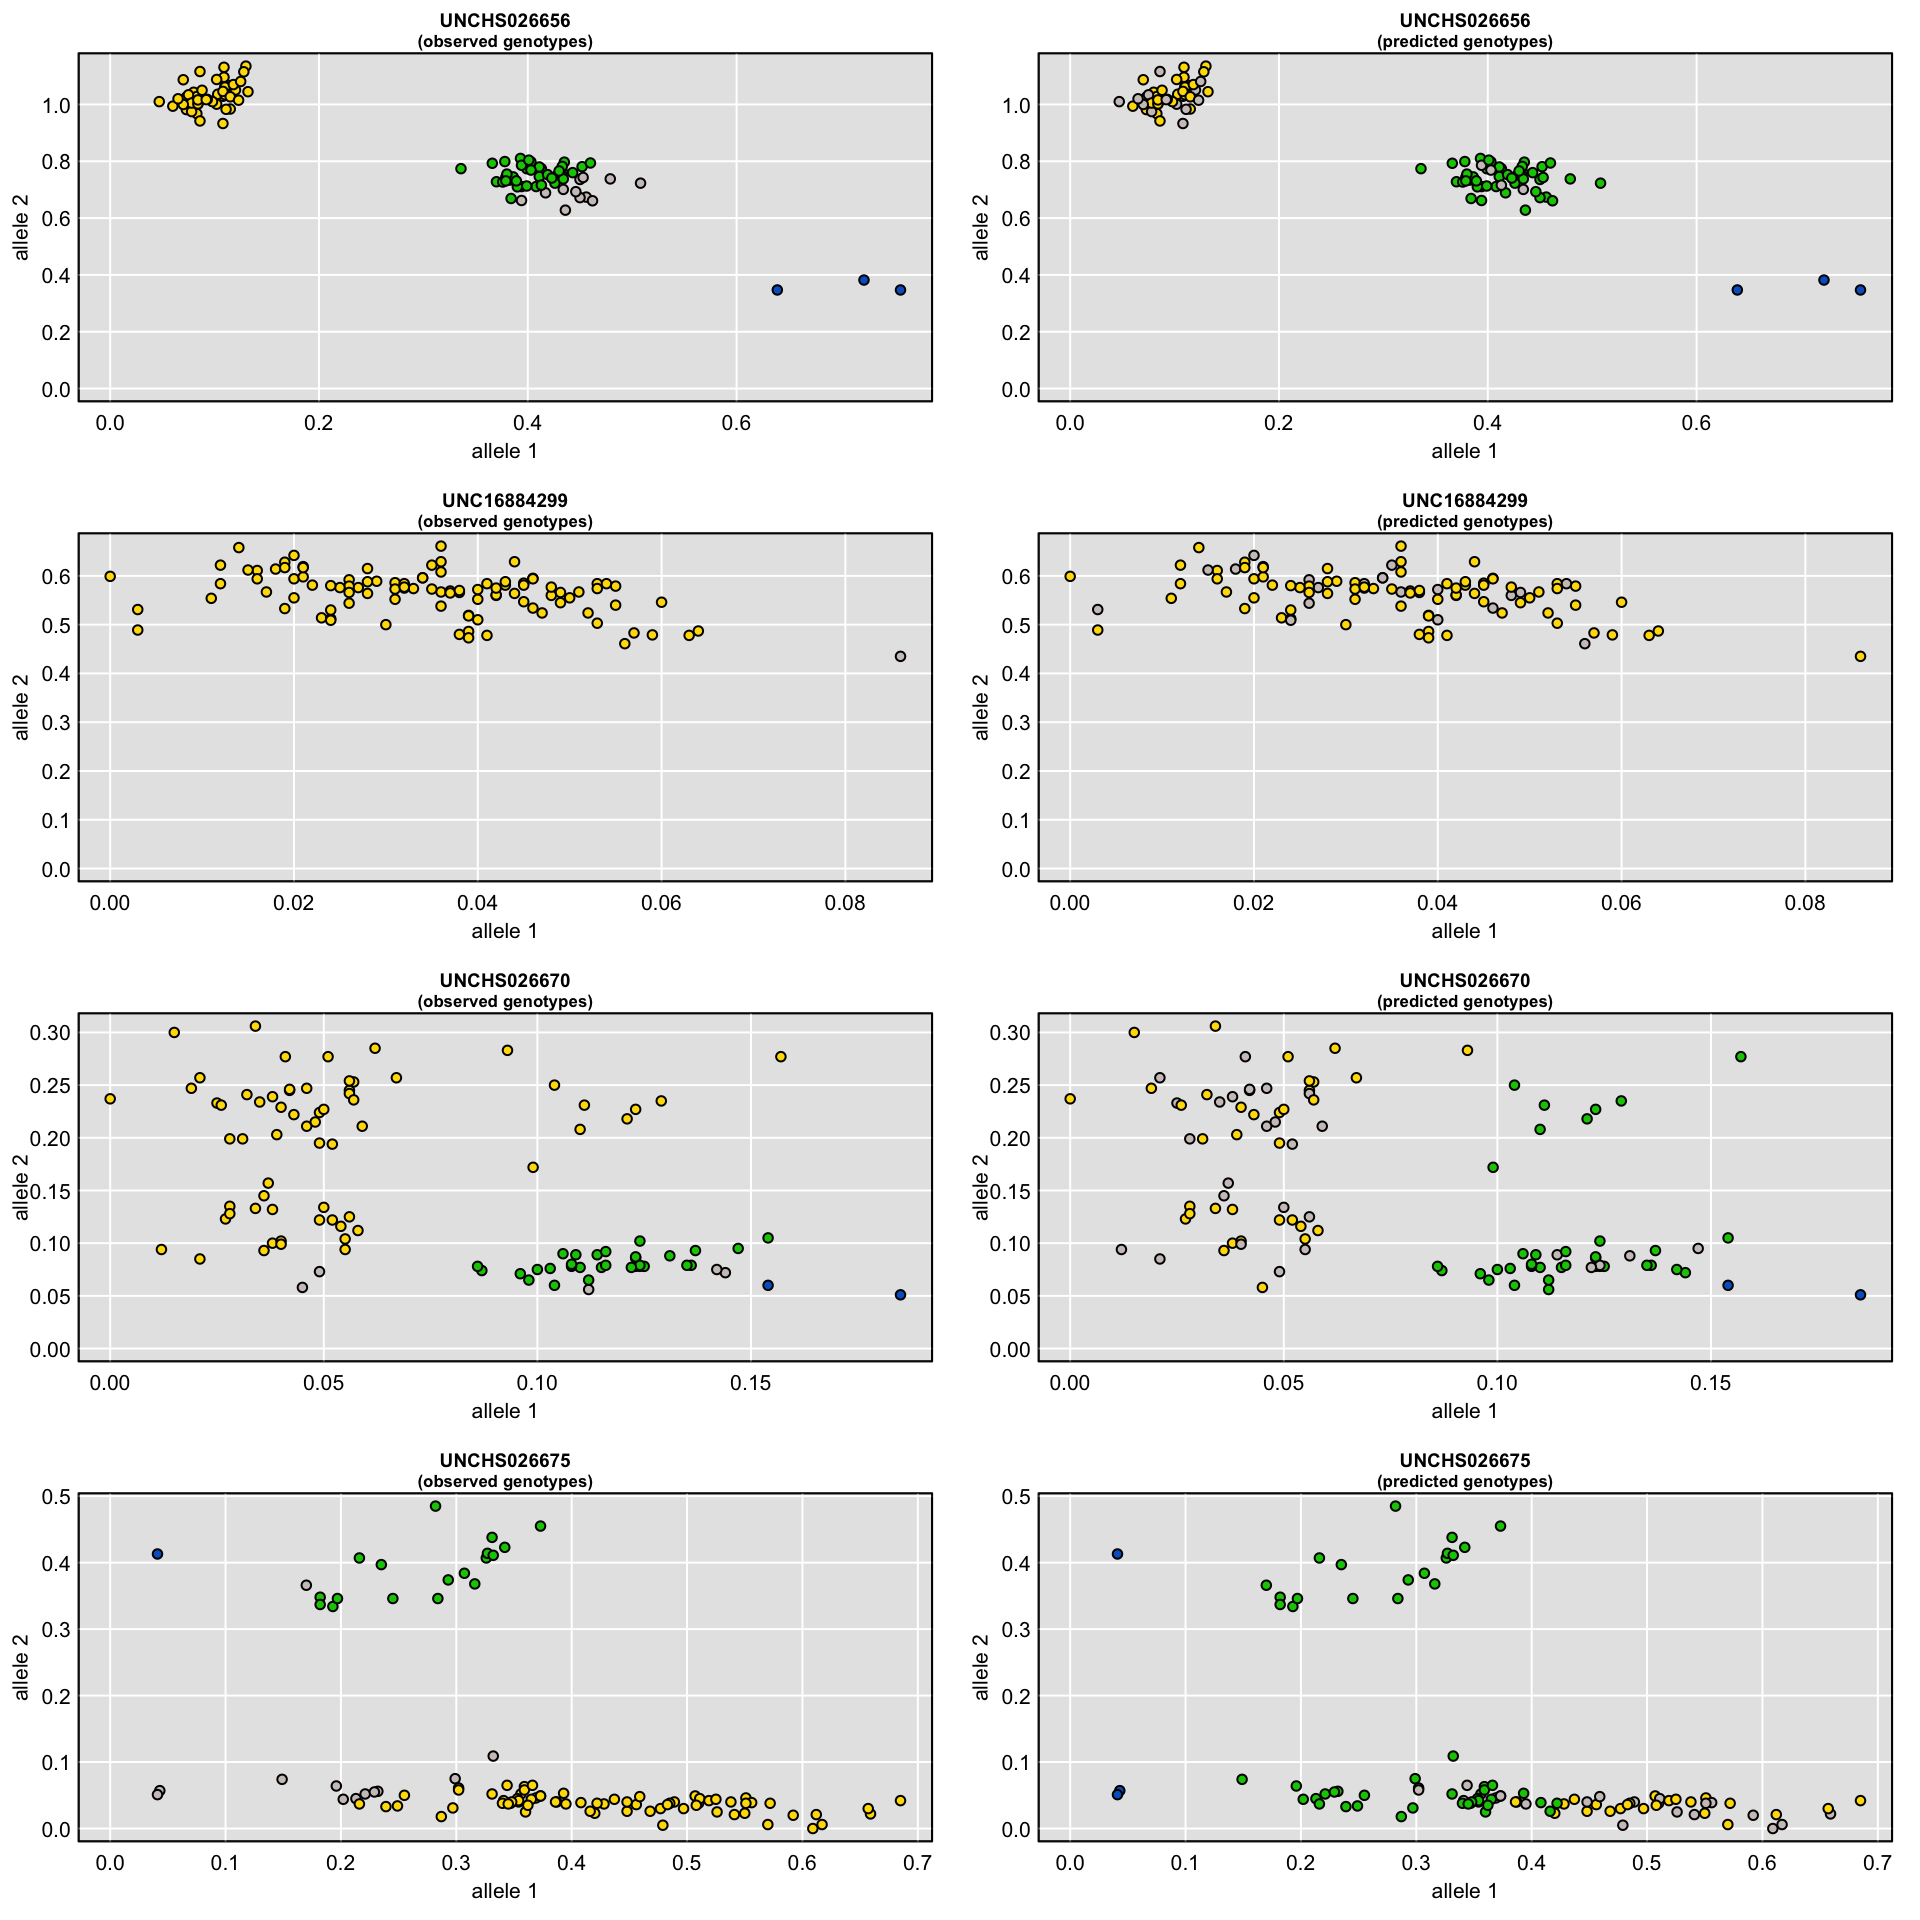 UNCHS026656
(observed genotypes)
allele 2
1.0
0.8
0.6
0.4
0.2
0.0
0.0 0.2 0.4 0.6
allele 1
UNCHS026656
(predicted genotypes)
allele 2
1.0
0.8
0.6
0.4
0.2
0.0
0.0 0.2 0.4 0.6
allele 1
UNC16884299
(observed genotypes)
allele 2
0.6
0.5
0.4
0.3
0.2
0.1
0.0
0.00 0.02 0.04 0.06 0.08
allele 1
UNC16884299
(predicted genotypes)
allele 2
0.6
0.5
0.4
0.3
0.2
0.1
0.0
0.00 0.02 0.04 0.06 0.08
allele 1
UNCHS026670
(observed genotypes)
allele 2
0.30
0.25
0.20
0.15
0.10
0.05
0.00
0.00 0.05 0.10 0.15
allele 1
UNCHS026670
(predicted genotypes)
allele 2
0.30
0.25
0.20
0.15
0.10
0.05
0.00
0.00 0.05 0.10 0.15
allele 1
UNCHS026675
(observed genotypes)
allele 2
0.5
0.4
0.3
0.2
0.1
0.0
0.0 0.1 0.2 0.3 0.4 0.5 0.6 0.7
allele 1
UNCHS026675
(predicted genotypes)
allele 2
0.5
0.4
0.3
0.2
0.1
0.0
0.0 0.1 0.2 0.3 0.4 0.5 0.6 0.7
allele 1